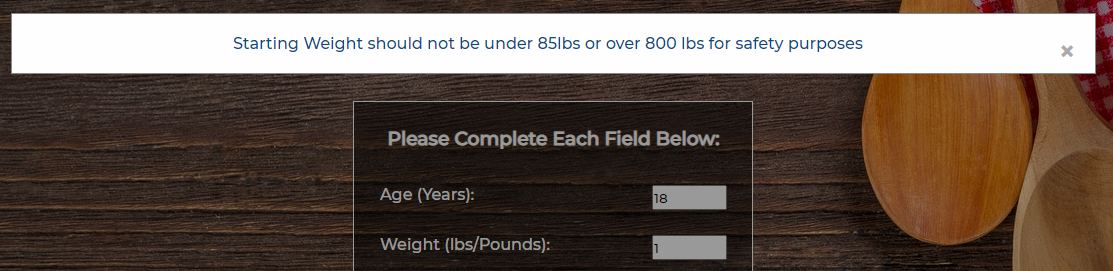 Starting Weight should not be under 85lbs or over 800 lbs for safety purposes
×
Please Complete Each Field Below:
Age (Years): 18
Weight (lbs/Pounds): 1